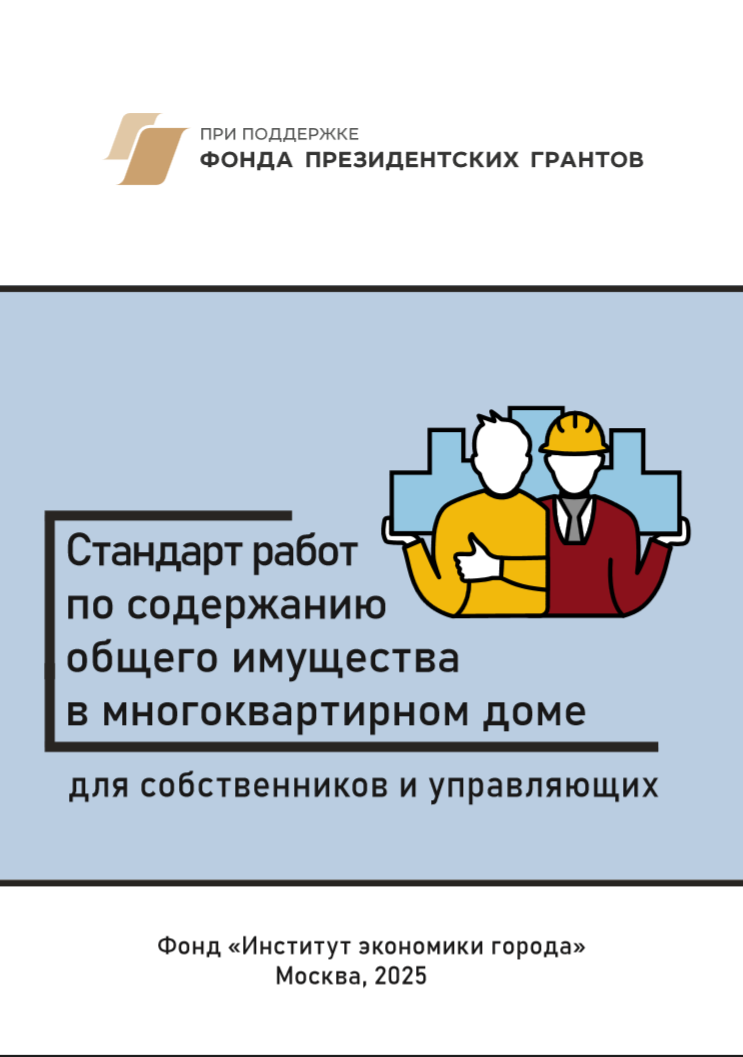 ПРИ ПОДДЕРЖКЕ
ФОНДА ПРЕЗИДЕНТСКИХ ГРАНТОВ
Стандарт работ
по содержанию
общего имущества
в многоквартирном доме
для собственников и управляющих
Фонд «Институт экономики города»
Москва, 2025